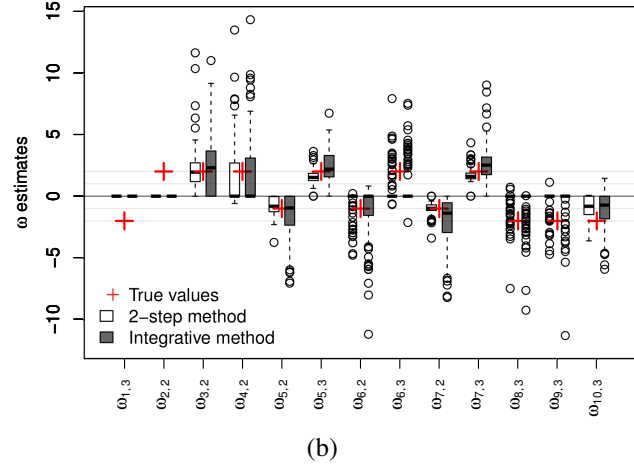 15
10
5
0
−5
−10
ω estimates
True values
2−step method
Integrative method
ω1, 3
ω2, 2
ω3, 2
ω4, 2
ω5, 2
ω5, 3
ω6, 2
ω6, 3
ω7, 2
ω7, 3
ω8, 3
ω9, 3
ω10, 3
(b)